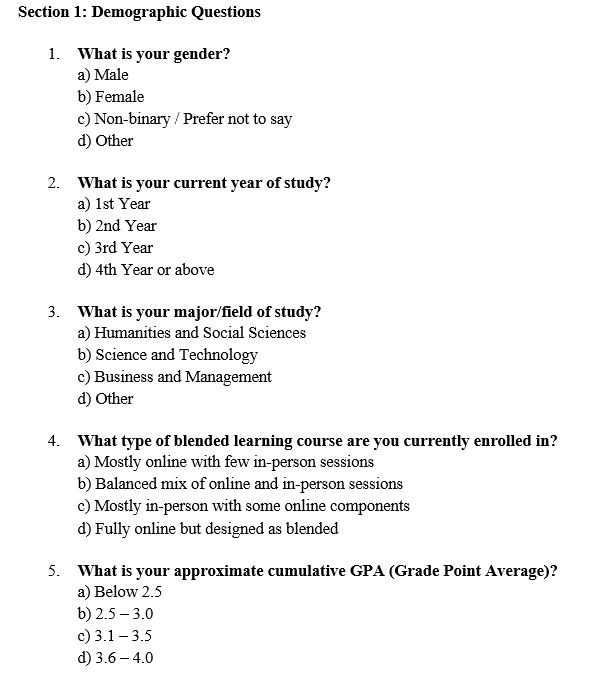 Section 1: Demographic Questions
1. What is your gender?
a) Male
b) Female
c) Non-binary / Prefer not to say
d) Other
2. What is your current year of study?
a) 1st Year
b) 2nd Year
c) 3rd Year
d) 4th Year or above
3. What is your major/field of study?
a) Humanities and Social Sciences
b) Science and Technology
c) Business and Management
d) Other
4. What type of blended learning course are you currently enrolled in?
a) Mostly online with few in-person sessions
b) Balanced mix of online and in-person sessions
c) Mostly in-person with some online components
d) Fully online but designed as blended
5. What is your approximate cumulative GPA (Grade Point Average)?
a) Below 2.5
b) 2.5 – 3.0
c) 3.1 – 3.5
d) 3.6 – 4.0